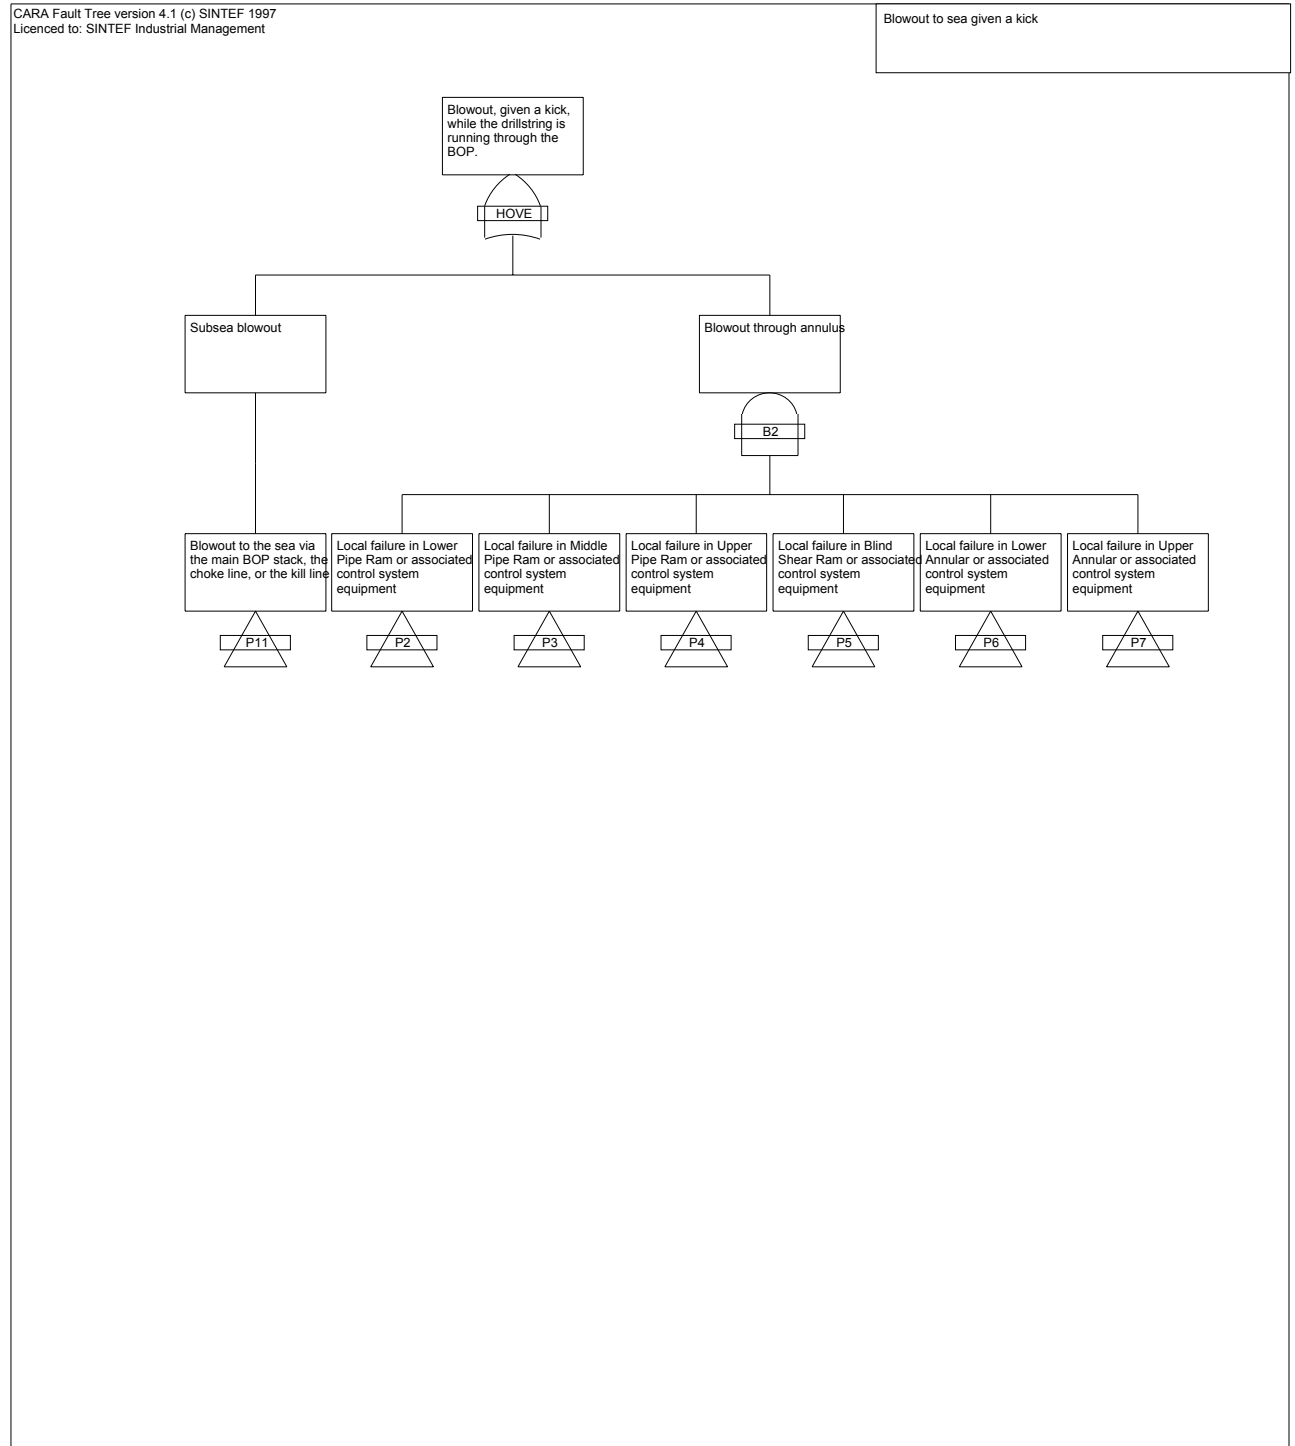 CARA Fault Tree version 4.1 (c) SINTEF 1997
Licenced to: SINTEF Industrial Management
Blowout to sea given a kick
Blowout, given a kick,
while the drillstring is
running through the
BOP.
HOVE
Subsea blowout
Blowout through annulus
B2
Blowout to the sea via
the main BOP stack, the
choke line, or the kill line
P11
Local failure in Lower
Pipe Ram or associated
control system
equipment
P2
Local failure in Middle
Pipe Ram or associated
control system
equipment
P3
Local failure in Upper
Pipe Ram or associated
control system
equipment
P4
Local failure in Blind
Shear Ram or associated
control system
equipment
P5
Local failure in Lower
Annular or associated
control system
equipment
P6
Local failure in Upper
Annular or associated
control system
equipment
P7